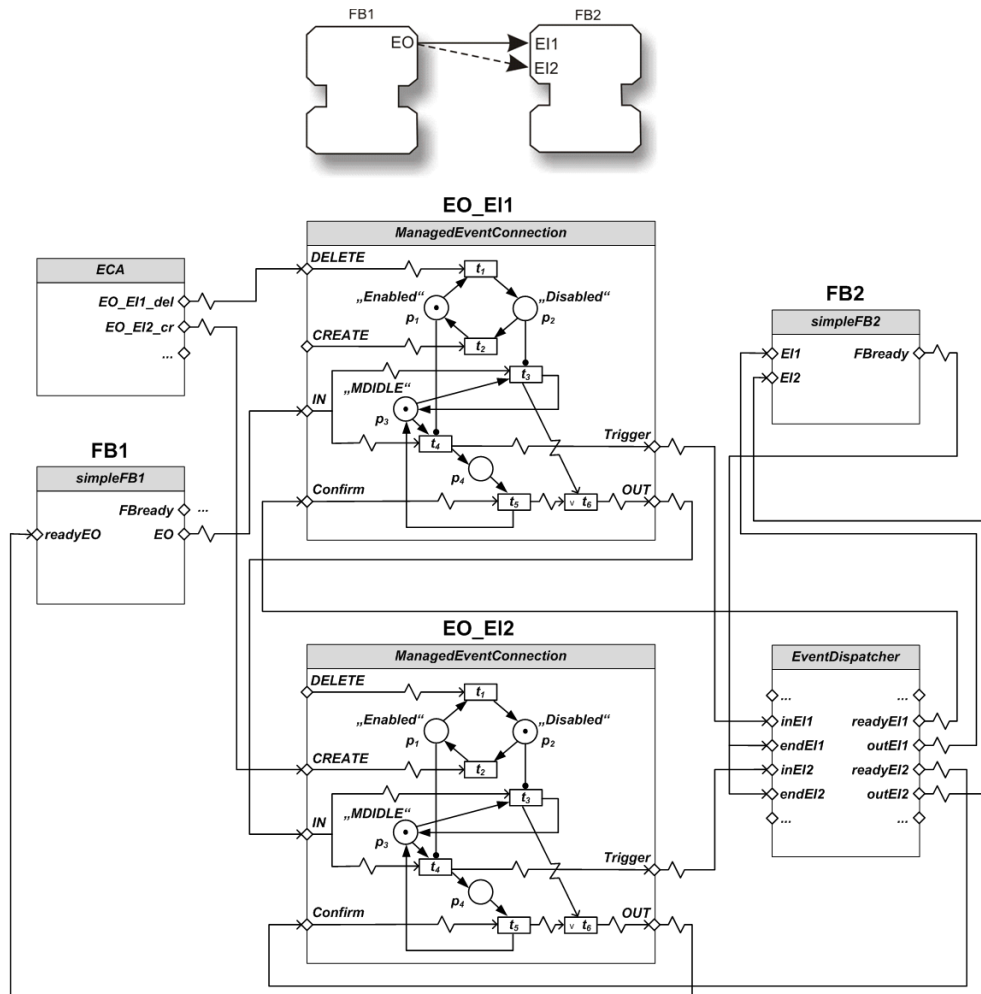 FB1
FB2
EO
EI1
EI2
EO_EI1
ManagedEventConnection
DELETE
t1
„Enabled“
p1
„Disabled“
p2
CREATE
t2
t3
„MDIDLE“
IN
p3
t4
Trigger
p4
Confirm
t5
v t6
OUT
ECA
EO_EI1_del
EO_EI2_cr
...
FB1
simpleFB1
FBready
...
readyEO
EO
FB2
simpleFB2
EI1
FBready
EI2
EO_EI2
ManagedEventConnection
DELETE
t1
„Enabled“
p1
„Disabled“
p2
CREATE
t2
t3
„MDIDLE“
IN
p3
t4
Trigger
p4
Confirm
t5
v t6
OUT
EventDispatcher
... ...
inEI1 readyEI1
endEI1 outEI1
inEI2 readyEI2
endEI2 outEI2
... ...